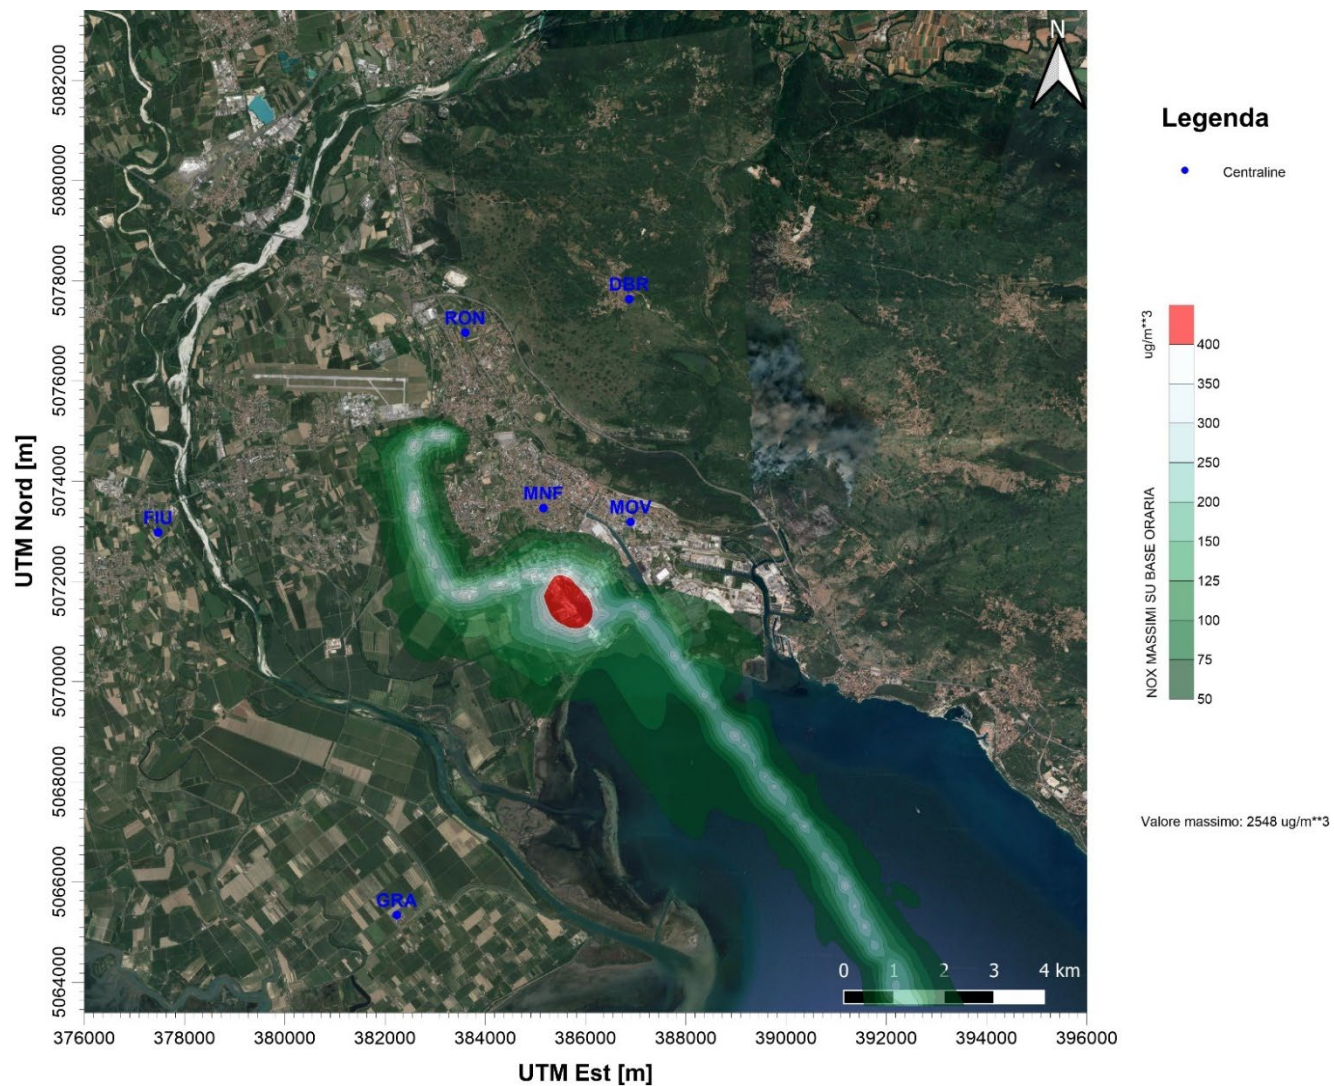 N
Legenda
Centraline
DBR
RON
MNF
MOV
FIU
GRA
UTM Nord [m]
5082000
5080000
5078000
5076000
5074000
5072000
5070000
5068000
5066000
5064000
ug/m**3
NOX MASSIMI SU BASE ORARIA
400
350
300
250
200
150
125
100
75
50
Valore massimo: 2548 ug/m**3
0 1 2 3 4 km
376000 378000 380000 382000 384000 386000 388000 390000 392000 394000 396000
UTM Est [m]